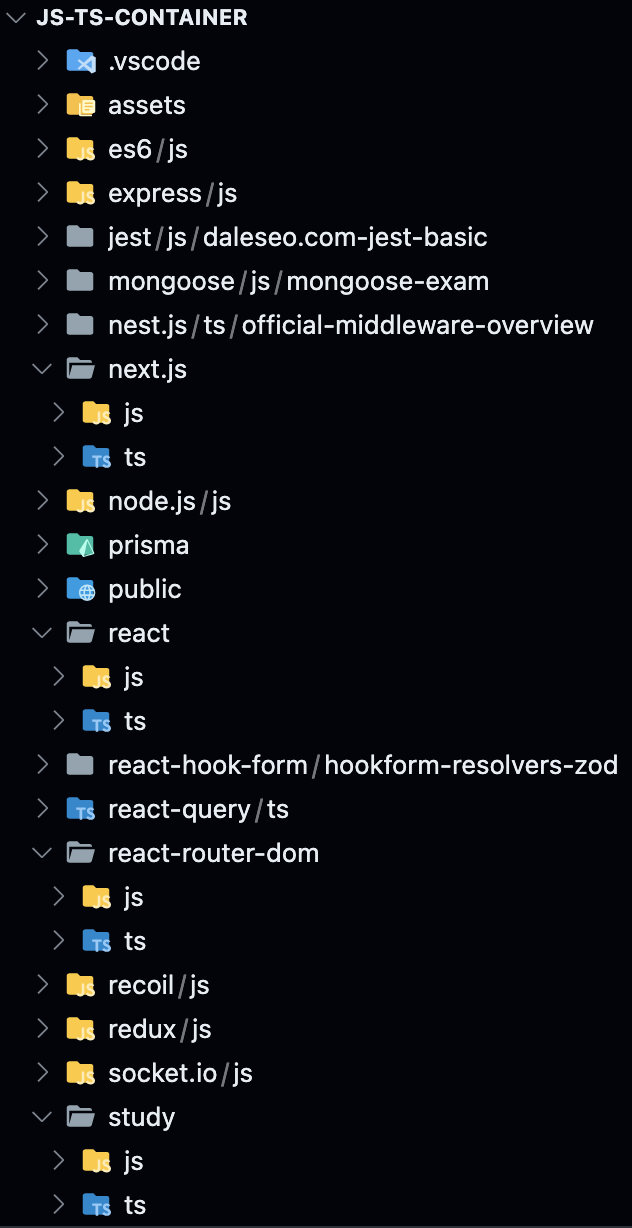 JS-TS-CONTAINER
.vscode
assets
es6/js
express/js
jest/js/daleseo.com-jest-basic
mongoose/js/mongoose-exam
nest.js/ts/official-middleware-overview
next.js
js
ts
node.js/js
prisma
public
react
js
ts
react-hook-form/hookform-resolvers-zod
react-query/ts
react-router-dom
js
ts
recoil/js
redux/js
socket.io/js
study
js
ts